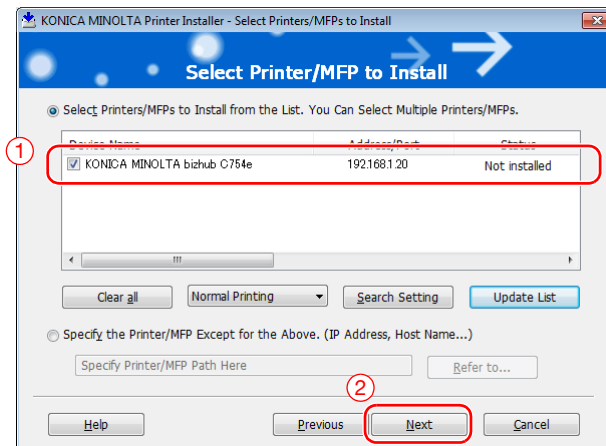 KONICA MINOLTA Printer Installer - Select Printers/MFPs to Install
Select Printer/MFP to Install
Select Printers/MFPs to Install from the List. You Can Select Multiple Printers/MFPs.
Device Name Address/Port Status
1
KONICA MINOLTA bizhub C754e 192.168.1.20 Not installed
Clear all Normal Printing Search Setting Update List
Specify the Printer/MFP Except for the Above. (IP Address, Host Name...)
Specify Printer/MFP Path Here Refer to...
2
Help Previous Next Cancel